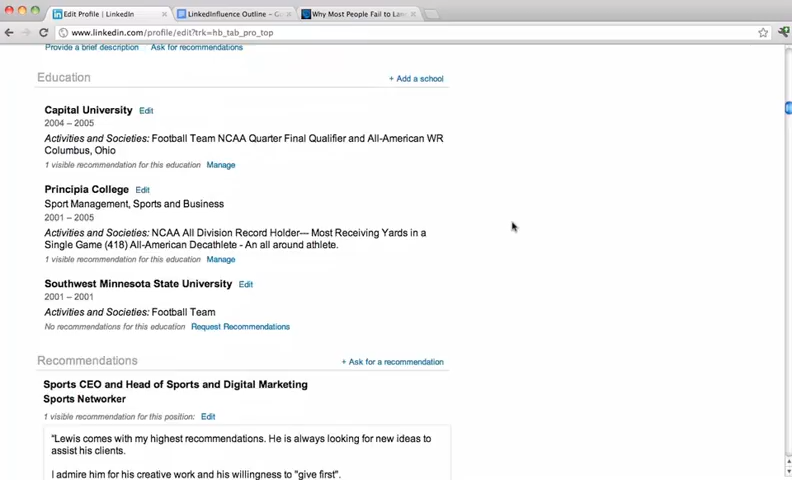 Edit Profile | LinkedIn
LinkedInfluence Outline – G
Why Most People Fail to La
www.linkedin.com/profile/edit?trk=hb_tab_pro_top
Provide a brief description Ask for recommendations
Education + Add a school
Capital University Edit
2004 – 2005
Activities and Societies: Football Team NCAA Quarter Final Qualifier and All-American WR
Columbus, Ohio
1 visible recommendation for this education Manage
Principia College Edit
Sport Management, Sports and Business
2001 – 2005
Activities and Societies: NCAA All Division Record Holder--- Most Receiving Yards in a
Single Game (418) All-American Decathlete - An all around athlete.
1 visible recommendation for this education Manage
Southwest Minnesota State University Edit
2001 – 2001
Activities and Societies: Football Team
No recommendations for this education Request Recommendations
Recommendations + Ask for a recommendation
Sports CEO and Head of Sports and Digital Marketing
Sports Networker
1 visible recommendation for this position: Edit
"Lewis comes with my highest recommendations. He is always looking for new ideas to
assist his clients.
I admire him for his creative work and his willingness to "give first".